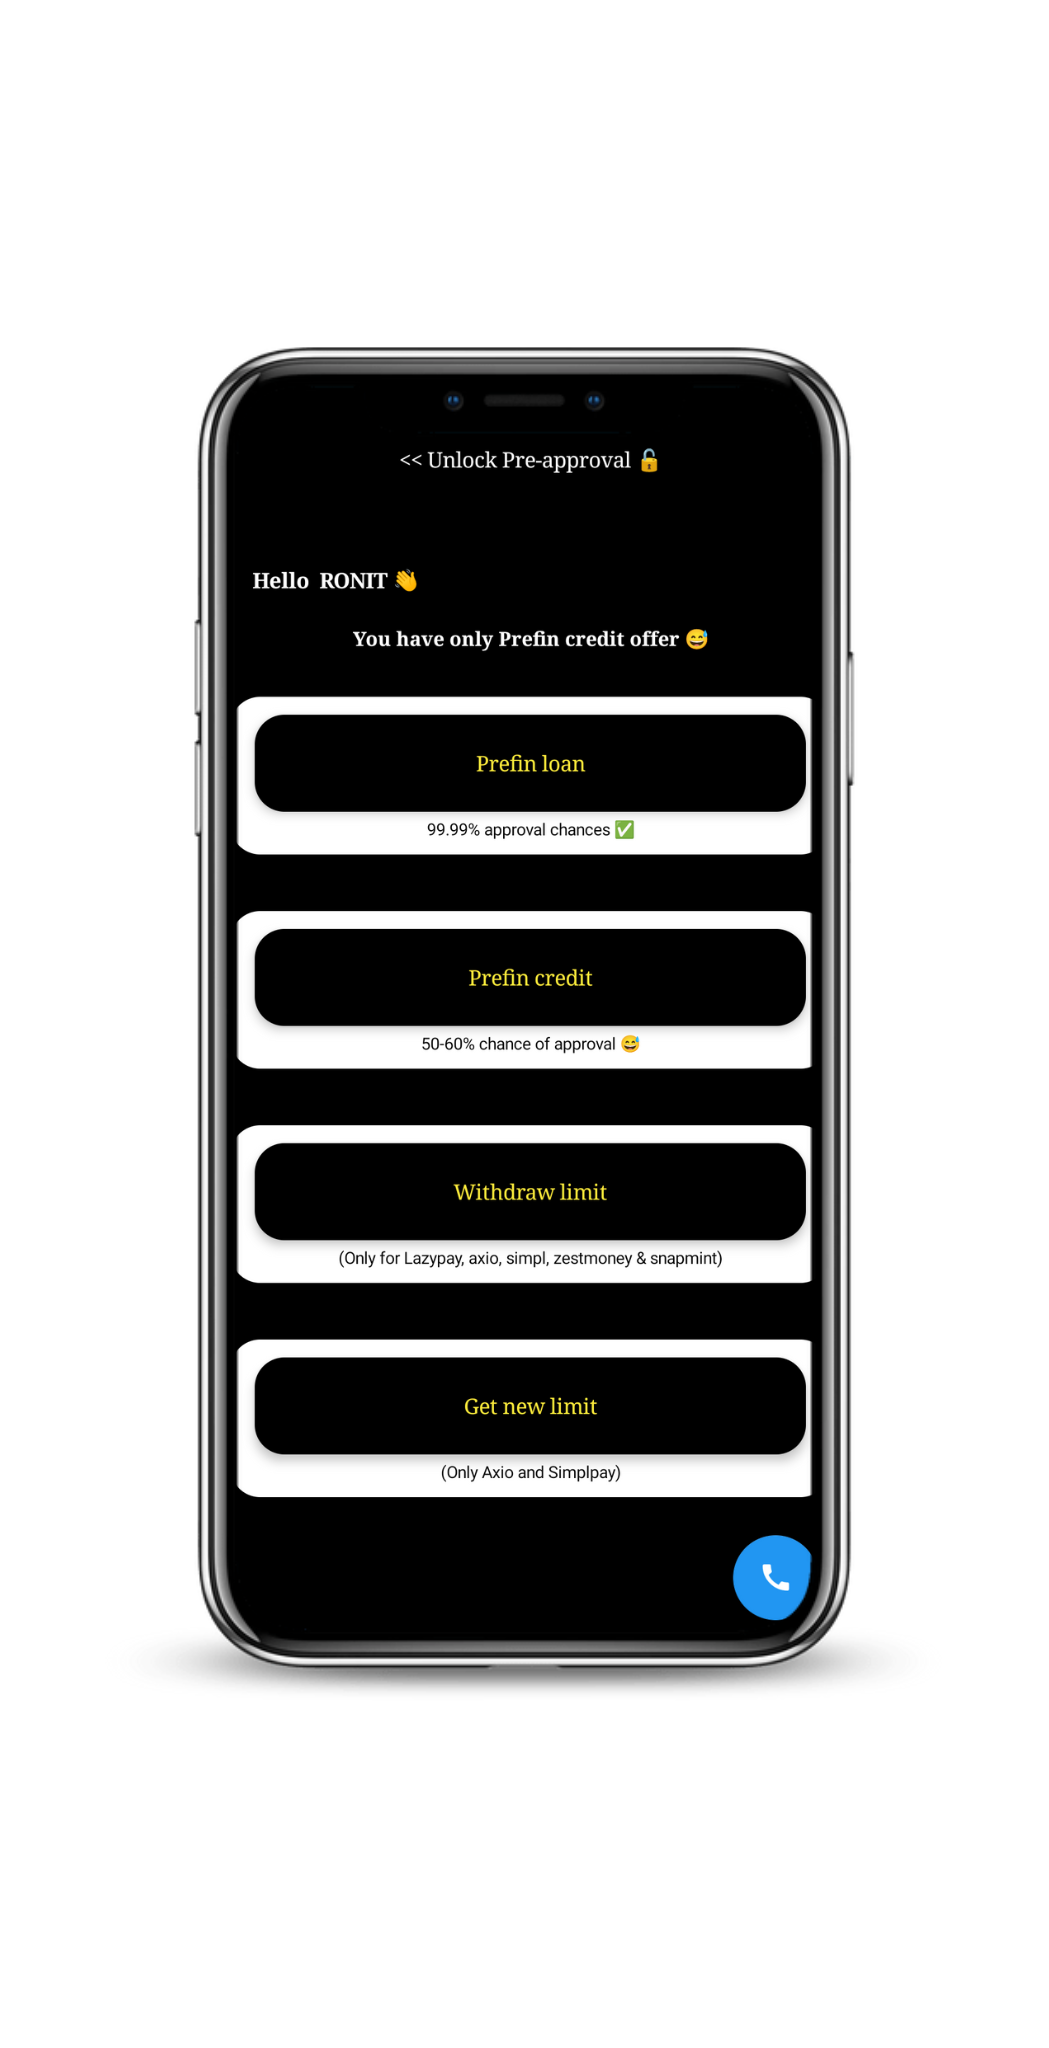 << Unlock Pre-approval 🔓
Hello RONIT 👋
You have only Prefin credit offer 😅
Prefin loan
99.99% approval chances ✅
Prefin credit
50-60% chance of approval 😅
Withdraw limit
(Only for Lazypay, axio, simpl, zestmoney & snapmint)
Get new limit
(Only Axio and Simplpay)